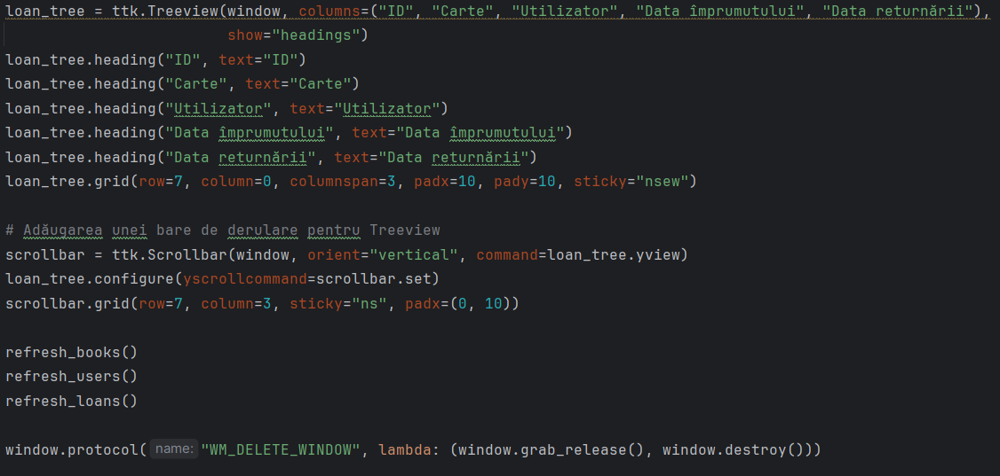 loan_tree = ttk.Treeview(window, columns=("ID", "Carte", "Utilizator", "Data împrumutului", "Data returnării"),
show="headings")
loan_tree.heading("ID", text="ID")
loan_tree.heading("Carte", text="Carte")
loan_tree.heading("Utilizator", text="Utilizator")
loan_tree.heading("Data împrumutului", text="Data împrumutului")
loan_tree.heading("Data returnării", text="Data returnării")
loan_tree.grid(row=7, column=0, columnspan=3, padx=10, pady=10, sticky="nsew")
# Adăugarea unei bare de derulare pentru Treeview
scrollbar = ttk.Scrollbar(window, orient="vertical", command=loan_tree.yview)
loan_tree.configure(yscrollcommand=scrollbar.set)
scrollbar.grid(row=7, column=3, sticky="ns", padx=(0, 10))
refresh_books()
refresh_users()
refresh_loans()
window.protocol( name: "WM_DELETE_WINDOW", lambda: (window.grab_release(), window.destroy()))